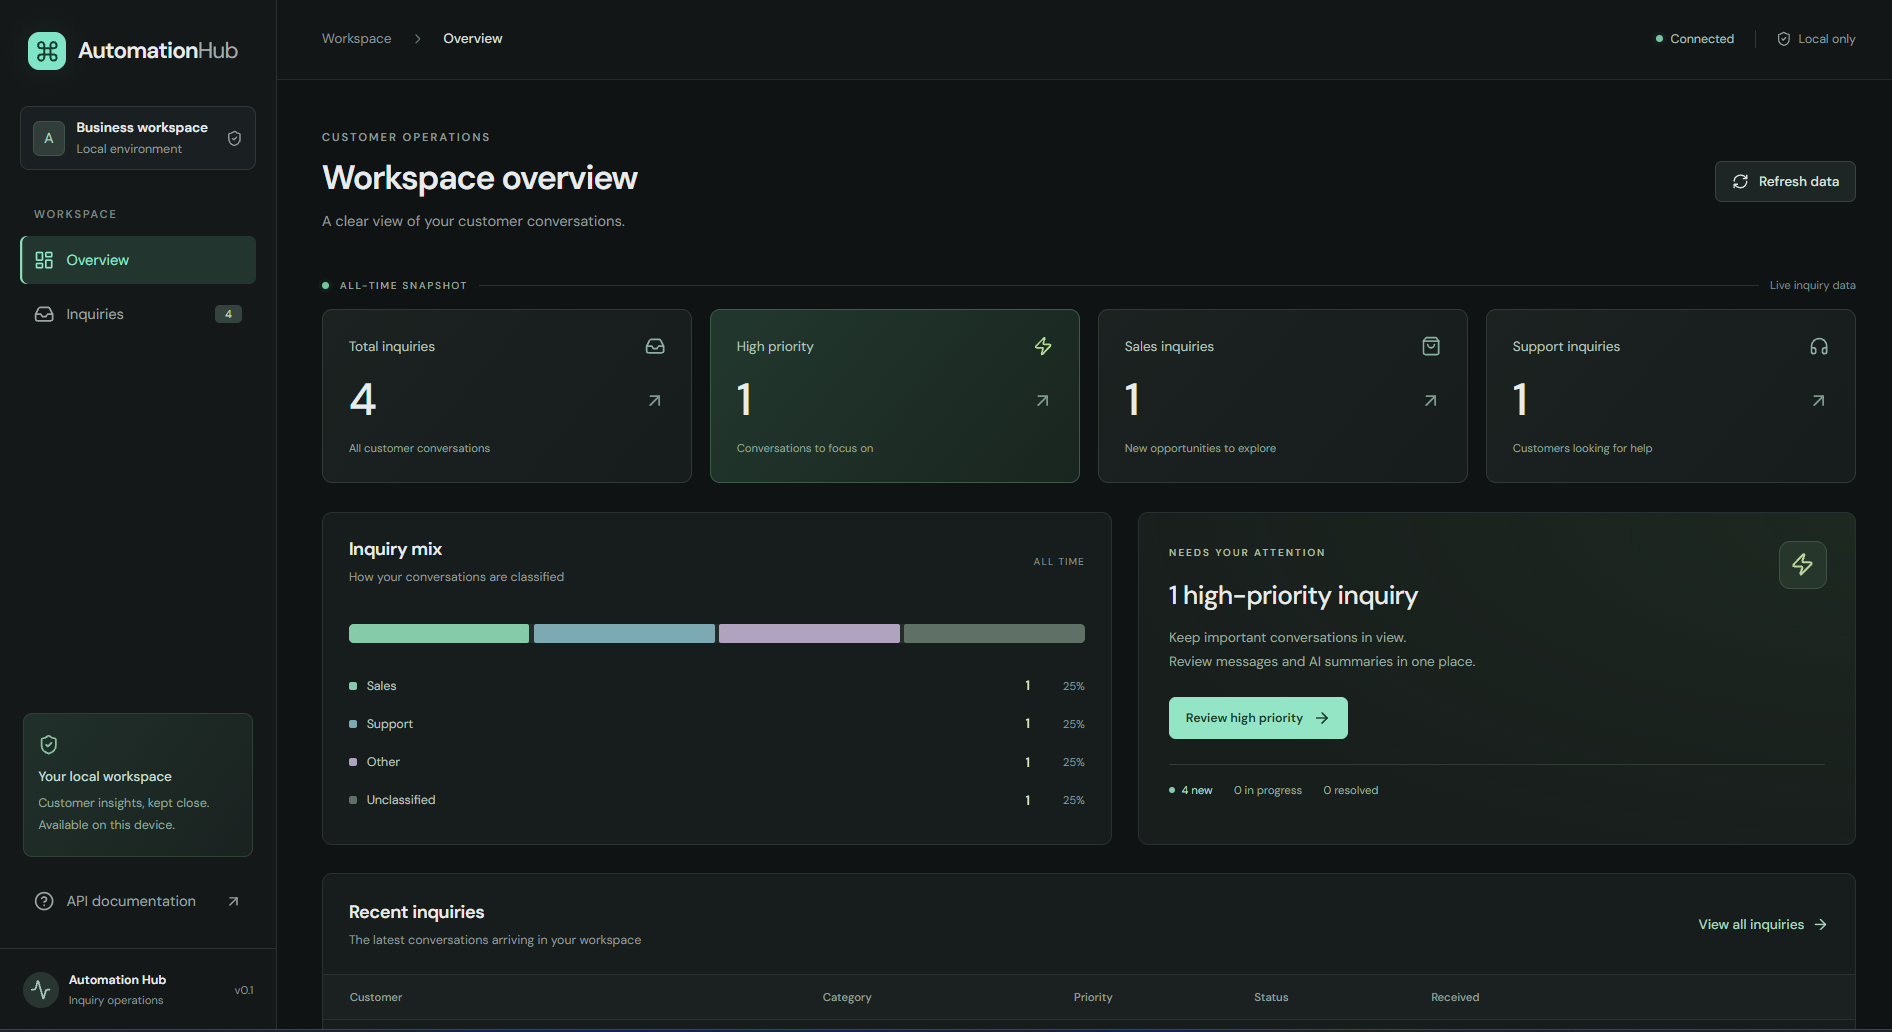 AutomationHub
A
Business workspace
Local environment
WORKSPACE
Overview
Inquiries
4
Your local workspace
Customer insights, kept close.
Available on this device.
API documentation
Automation Hub
Inquiry operations
v0.1
Workspace > Overview
Connected
Local only
CUSTOMER OPERATIONS
Workspace overview
A clear view of your customer conversations.
Refresh data
ALL-TIME SNAPSHOT
Live inquiry data
Total inquiries
4
All customer conversations
High priority
1
Conversations to focus on
Sales inquiries
1
New opportunities to explore
Support inquiries
1
Customers looking for help
Inquiry mix
How your conversations are classified
ALL TIME
Sales 1 25%
Support 1 25%
Other 1 25%
Unclassified 1 25%
NEEDS YOUR ATTENTION
1 high-priority inquiry
Keep important conversations in view.
Review messages and AI summaries in one place.
Review high priority
4 new 0 in progress 0 resolved
Recent inquiries
The latest conversations arriving in your workspace
View all inquiries
Customer Category Priority Status Received